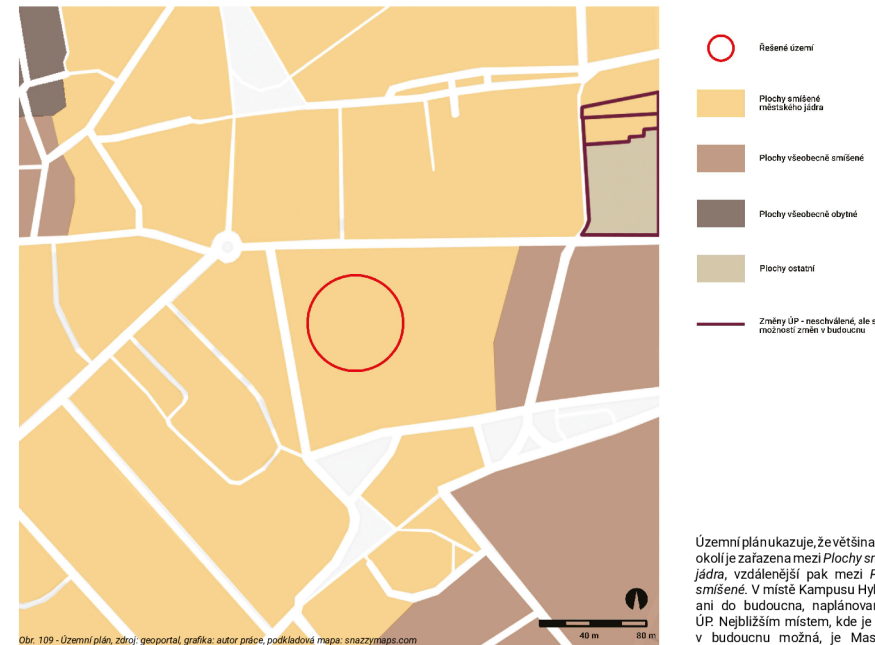 Řešené území
Plochy smíšené
městského jádra
Plochy všeobecně smíšené
Plochy všeobecně obytné
Plochy ostatní
Změny ÚP - neschválené, ale s
možností změn v budoucnu
Územní plán ukazuje, že většina
okolí je zařazena mezi Plochy sm
jádra, vzdálenější pak mezi P
smíšené. V místě Kampusu Hyb
ani do budoucna, naplánovan
ÚP. Nejbližším místem, kde je
v budoucnu možná, je Mas
40 m
80 m
Obr. 109 - Územní plán, zdroj: geoportal, grafika: autor práce, podkladová mapa: snazzymaps.com